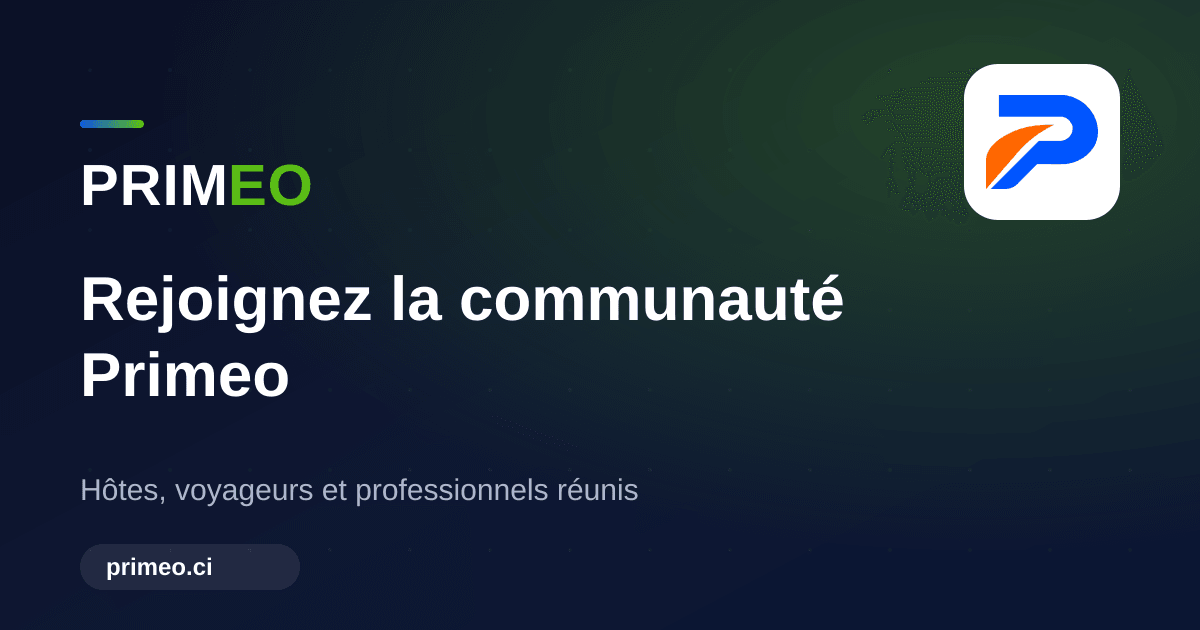 PRIMEO
Rejoignez la communauté
Primeo
Hôtes, voyageurs et professionnels réunis
primeo.ci